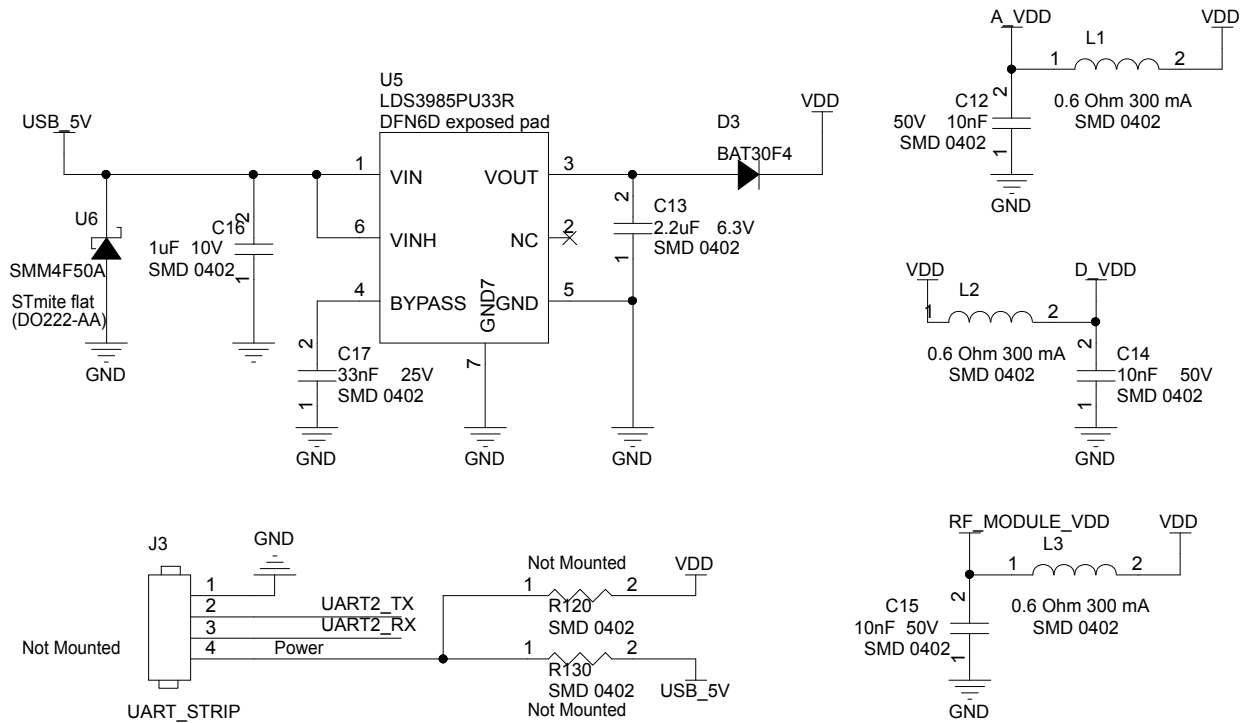 U5
LDS3985PU33R
DFN6D exposed pad
USB_5V
VDD
D3
BAT30F4
1
VIN
VOUT
3
U6
SMM4F50A
STmite flat
(DO222-AA)
GND
2
C16
1uF 10V
SMD 0402
1
6
VINH
NC
2
2
C13
2.2uF 6.3V
SMD 0402
1
4
BYPASS
GND7
GND
5
7
2
C17
33nF 25V
SMD 0402
1
GND
GND
GND
A_VDD
VDD
L1
1
2
2
C12
50V 10nF
SMD 0402
1
0.6 Ohm 300 mA
SMD 0402
GND
VDD
D_VDD
L2
1
2
0.6 Ohm 300 mA
SMD 0402
2
C14
10nF 50V
SMD 0402
1
GND
J3
GND
1
2
UART2_TX
3
UART2_RX
4
Power
Not Mounted
UART_STRIP
Not Mounted
1
2
VDD
R120
SMD 0402
1
2
R130
SMD 0402
USB_5V
Not Mounted
RF_MODULE_VDD
VDD
L3
1
2
2
C15
10nF 50V
SMD 0402
1
0.6 Ohm 300 mA
SMD 0402
GND